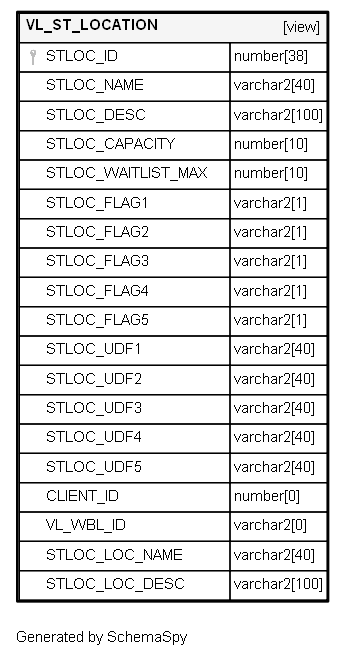 VL_ST_LOCATION [view]
STLOC_ID number[38]
STLOC_NAME varchar2[40]
STLOC_DESC varchar2[100]
STLOC_CAPACITY number[10]
STLOC_WAITLIST_MAX number[10]
STLOC_FLAG1 varchar2[1]
STLOC_FLAG2 varchar2[1]
STLOC_FLAG3 varchar2[1]
STLOC_FLAG4 varchar2[1]
STLOC_FLAG5 varchar2[1]
STLOC_UDF1 varchar2[40]
STLOC_UDF2 varchar2[40]
STLOC_UDF3 varchar2[40]
STLOC_UDF4 varchar2[40]
STLOC_UDF5 varchar2[40]
CLIENT_ID number[0]
VL_WBL_ID varchar2[0]
STLOC_LOC_NAME varchar2[40]
STLOC_LOC_DESC varchar2[100]
Generated by SchemaSpy